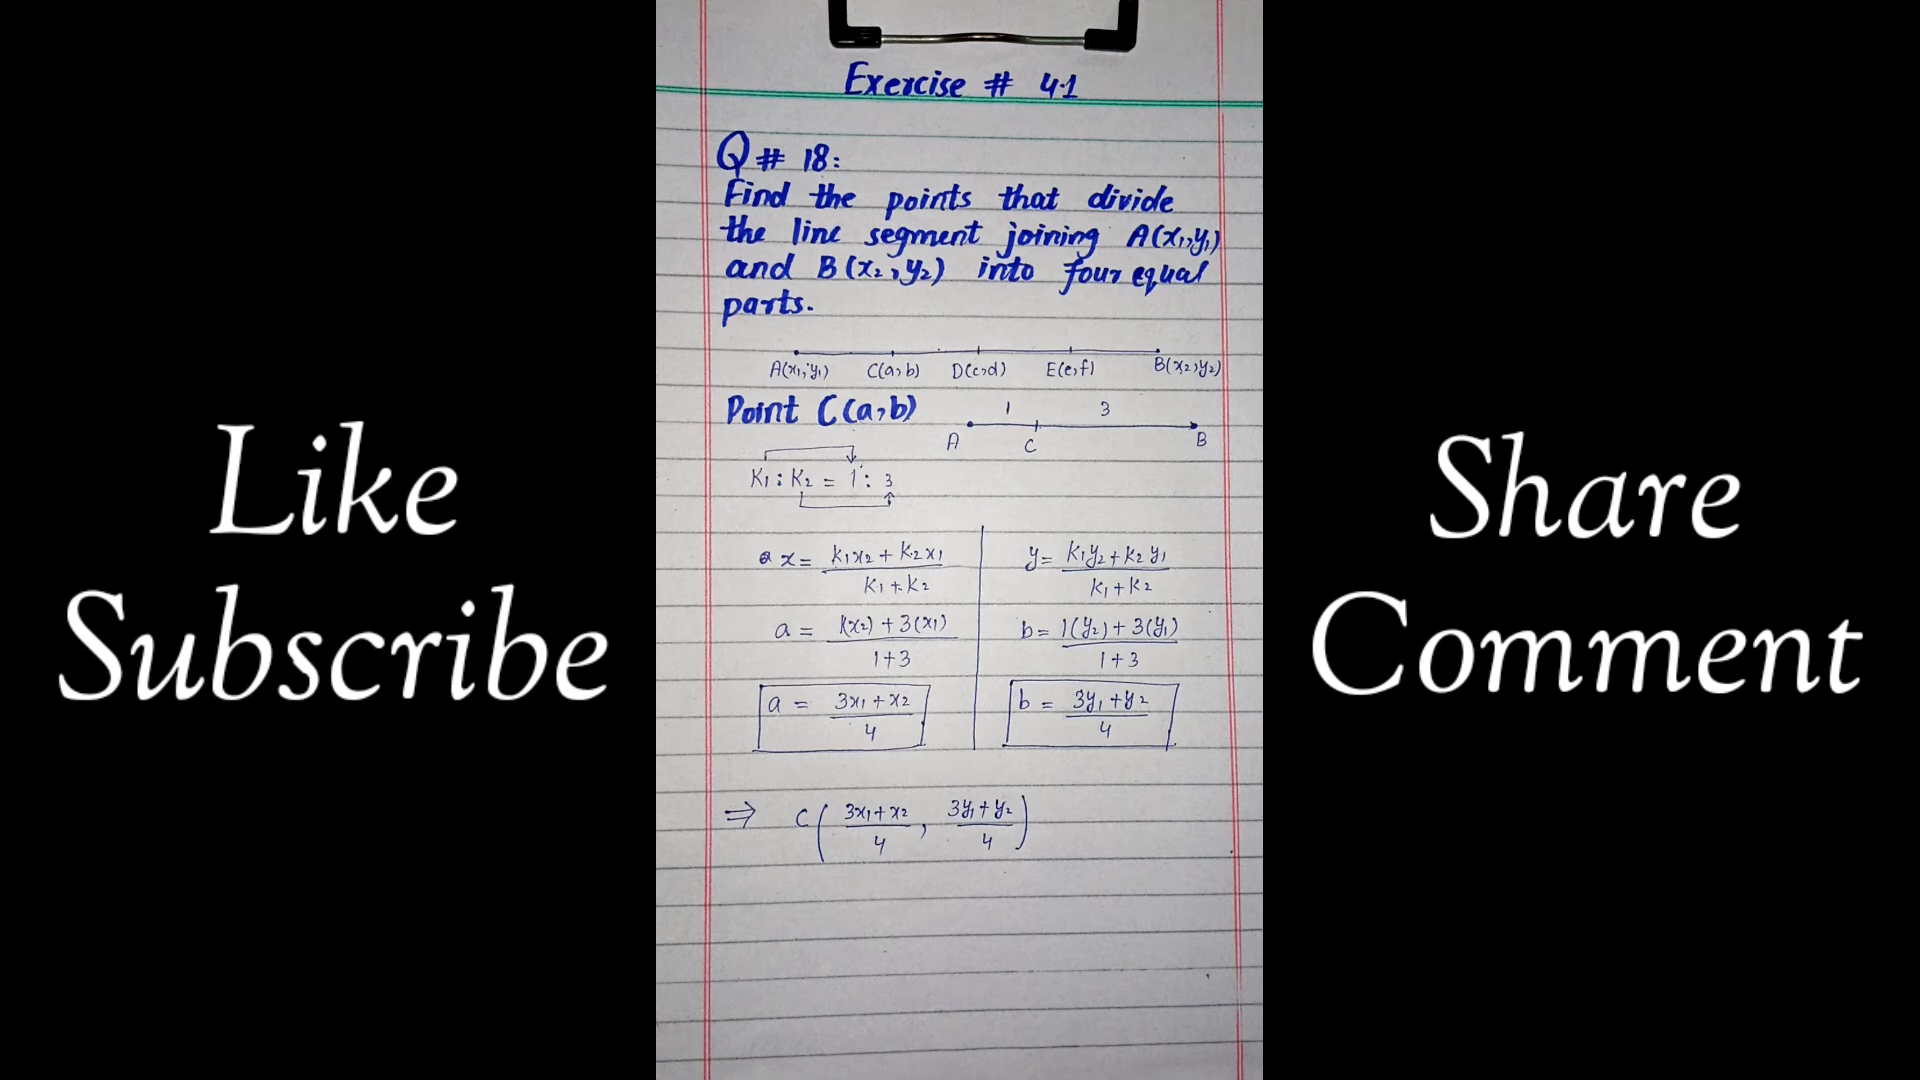 Like
Subscribe
Exercise # 4.1
Q # 18:
Find the points that divide
the line segment joining A(x₁,y₁)
and B(x₂,y₂) into four equal
parts.
A(x₁,y₁) C(a,b) D(c,d) E(e,f) B(x₂,y₂)
Point C(a,b)
1 3
A C B
K₁ : K₂ = 1 : 3
x = K₁x₂ + K₂x₁ / K₁ + K₂
y = K₁y₂ + K₂y₁ / K₁ + K₂
a = 1(x₂) + 3(x₁) / 1+3
b = 1(y₂) + 3(y₁) / 1+3
a = 3x₁ + x₂ / 4
b = 3y₁ + y₂ / 4
⇒ C( 3x₁+x₂ / 4 , 3y₁+y₂ / 4 )
Share
Comment